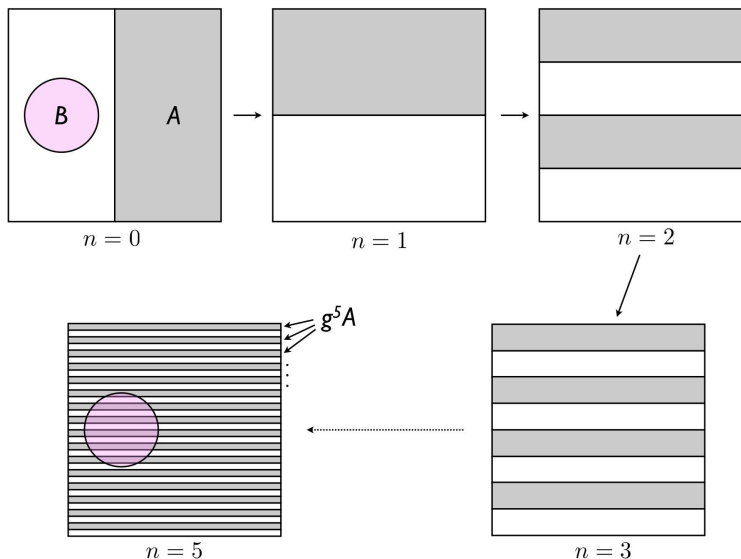 B
A
n = 0
n = 1
n = 2
g⁵A
n = 5
n = 3